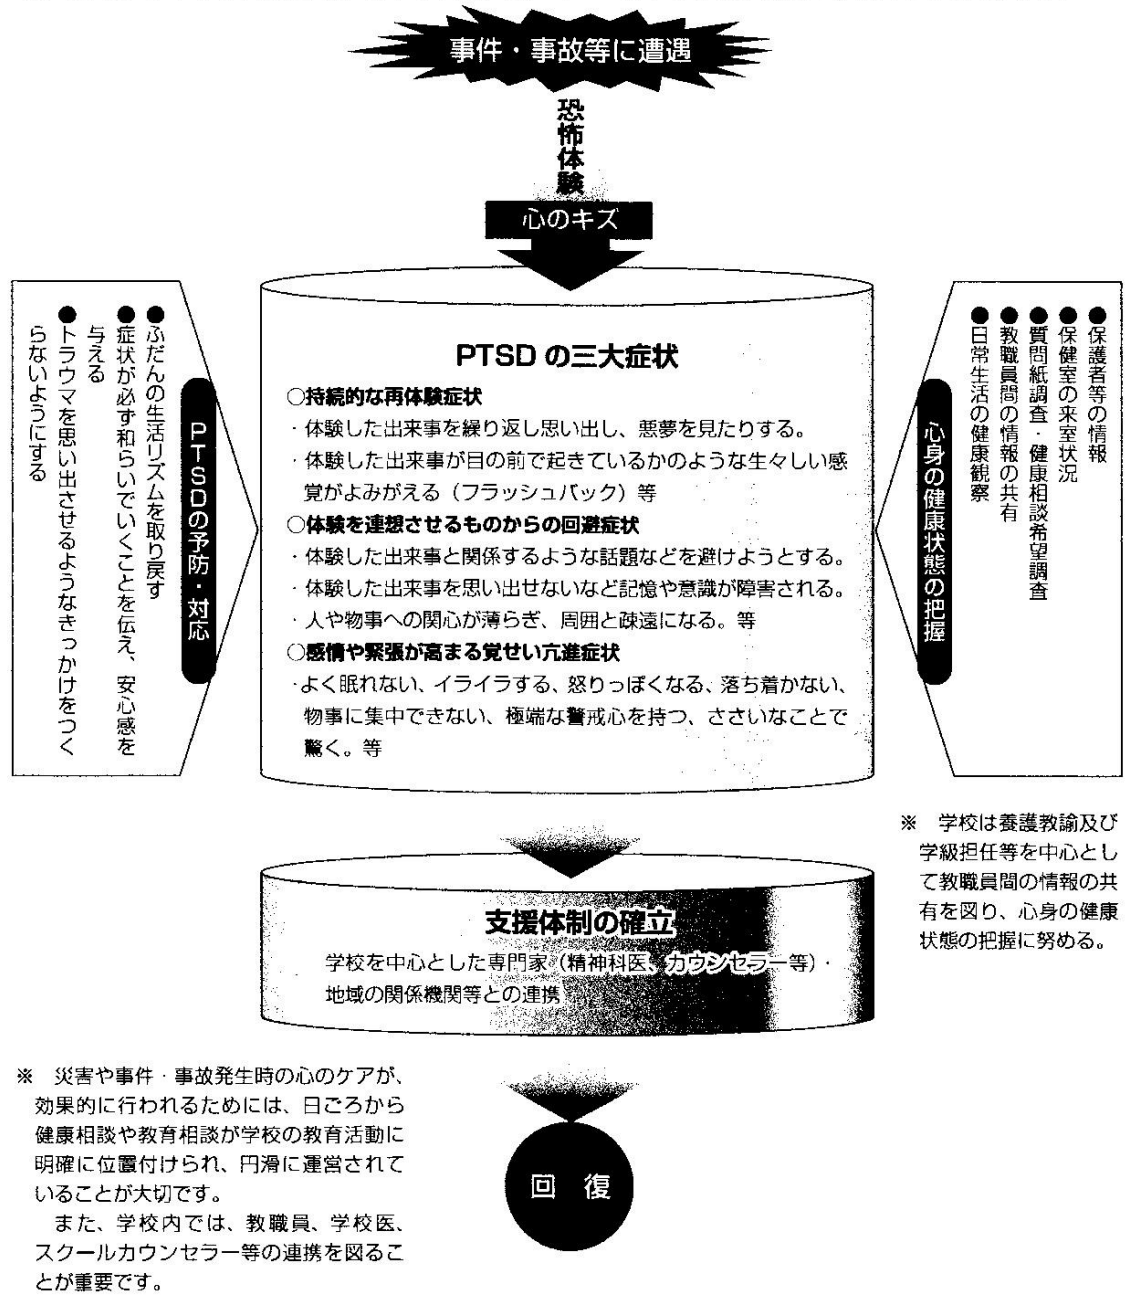 事件・事故等に遭遇
恐怖体験
心のキズ
PTSDの三大症状
○持続的な再体験症状
・体験した出来事を繰り返し思い出し、悪夢を見たりする。
・体験した出来事が目の前で起きているかのような生々しい感
覚がよみがえる（フラッシュバック）等
○体験を連想させるものからの回避症状
・体験した出来事と関係するような話題などを避けようとする。
・体験した出来事を思い出せないなど記憶や意識が障害される。
・人や物事への関心が薄らぎ、周囲と疎遠になる。等
○感情や緊張が高まる覚せい亢進症状
・よく眠れない、イライラする、怒りっぽくなる、落ち着かない、
物事に集中できない、極端な警戒心を持つ、ささいなことで
驚く。等
PTSDの予防・対応
●ふだんの生活リズムを取り戻す
●症状が必ず和らいでいくことを伝え、安心感を
与える
●トラウマを思い出させるようなきっかけをつく
らないようにする
心身の健康状態の把握
●保護者等の情報
●保健室の来室状況
●質問紙調査・健康相談希望調査
●教職員間の情報の共有
●日常生活の健康観察
※　学校は養護教諭及び
学級担任等を中心とし
て教職員間の情報の共
有を図り、心身の健康
状態の把握に努める。
支援体制の確立
学校を中心とした専門家（精神科医、カウンセラー等）・
地域の関係機関等との連携
回復
※　災害や事件・事故発生時の心のケアが、
効果的に行われるためには、日ごろから
健康相談や教育相談が学校の教育活動に
明確に位置付けられ、円滑に運営されて
いることが大切です。
また、学校内では、教職員、学校医、
スクールカウンセラー等の連携を図るこ
とが重要です。